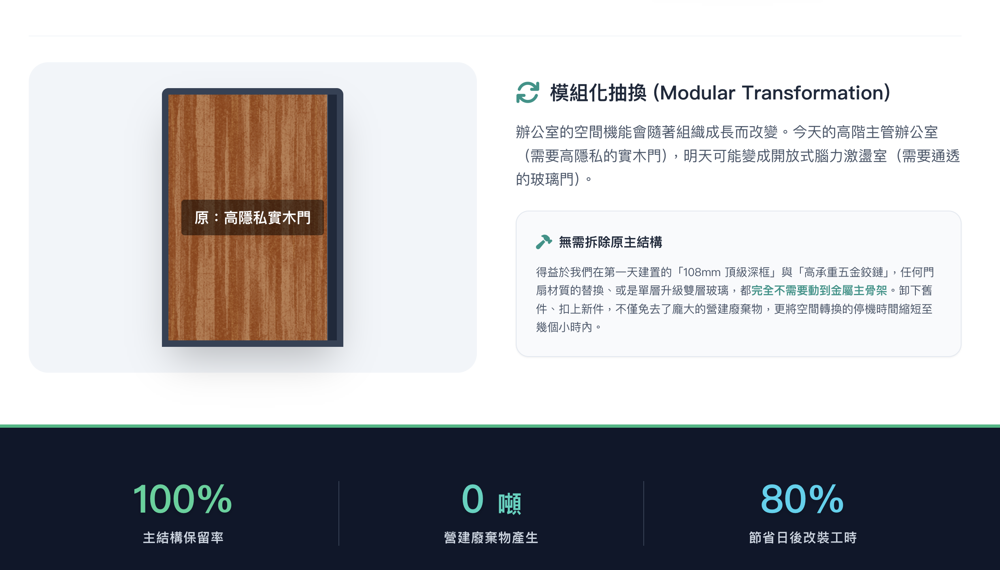 原：高隱私實木門
模組化抽換 (Modular Transformation)
辦公室的空間機能會隨著組織成長而改變。今天的高階主管辦公室
（需要高隱私的實木門），明天可能變成開放式腦力激盪室（需要通透
的玻璃門）。
無需拆除原主結構
得益於我們在第一天建置的「108mm 頂級深框」與「高承重五金鉸鏈」，任何門
扇材質的替換、或是單層升級雙層玻璃，都完全不需要動到金屬主骨架。卸下舊
件、扣上新件，不僅免去了龐大的營建廢棄物，更將空間轉換的停機時間縮短至
幾個小時內。
100%
主結構保留率
0 噸
營建廢棄物產生
80%
節省日後改裝工時